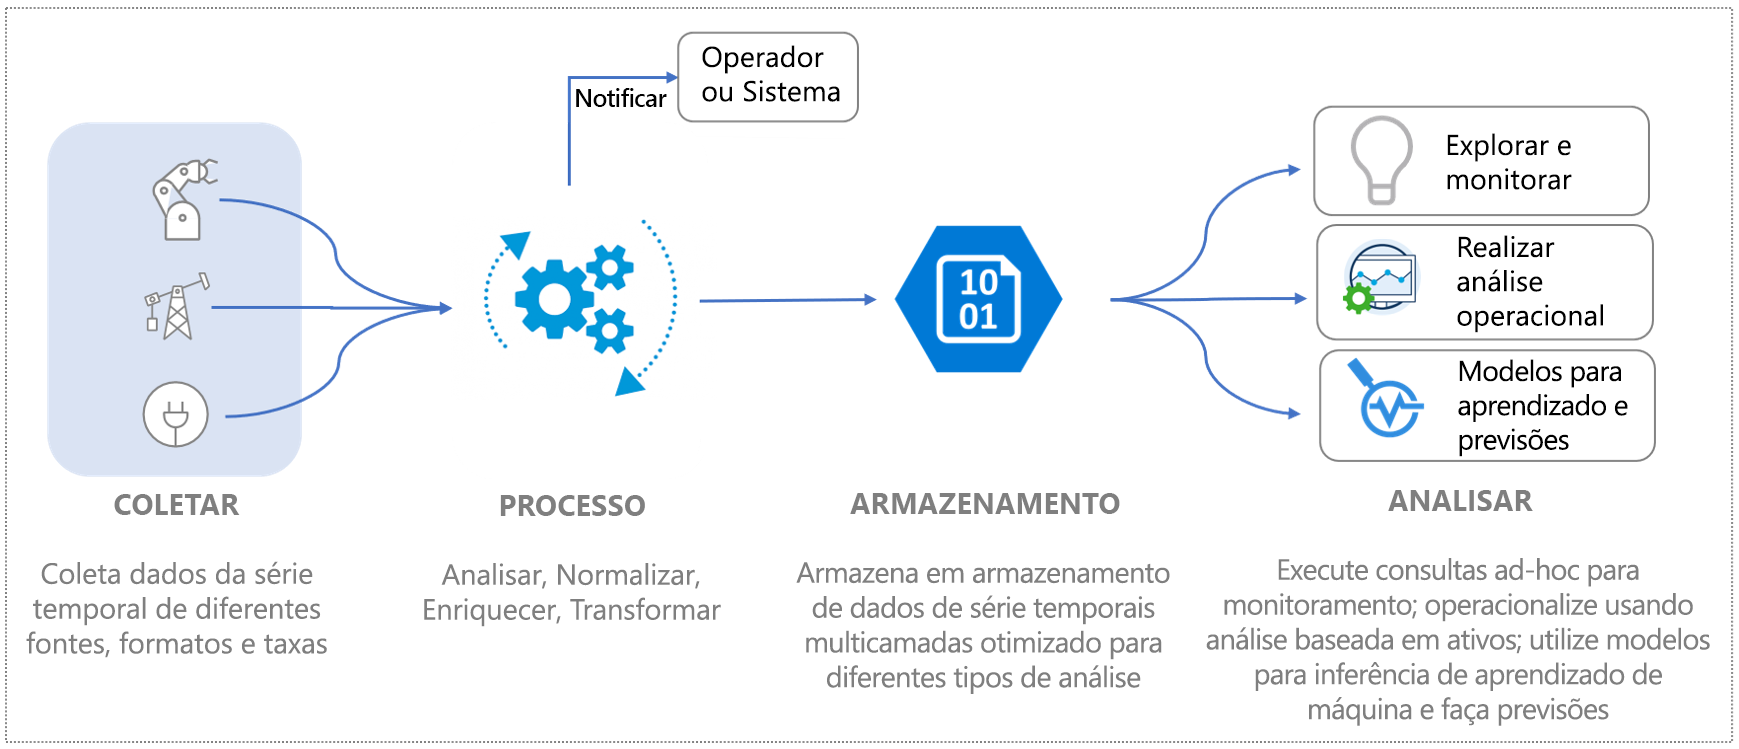 Operador
ou Sistema
Notificar
Explorar e
monitorar
Realizar
análise
operacional
Modelos para
aprendizado e
previsões
10
01
COLETAR
Coleta dados da série
temporal de diferentes
fontes, formatos e taxas
PROCESSO
Analisar, Normalizar,
Enriquecer, Transformar
ARMAZENAMENTO
Armazena em armazenamento
de dados de série temporais
multicamadas otimizado para
diferentes tipos de análise
ANALISAR
Execute consultas ad-hoc para
monitoramento; operacionalize usando
análise baseada em ativos; utilize modelos
para inferência de aprendizado de
máquina e faça previsões